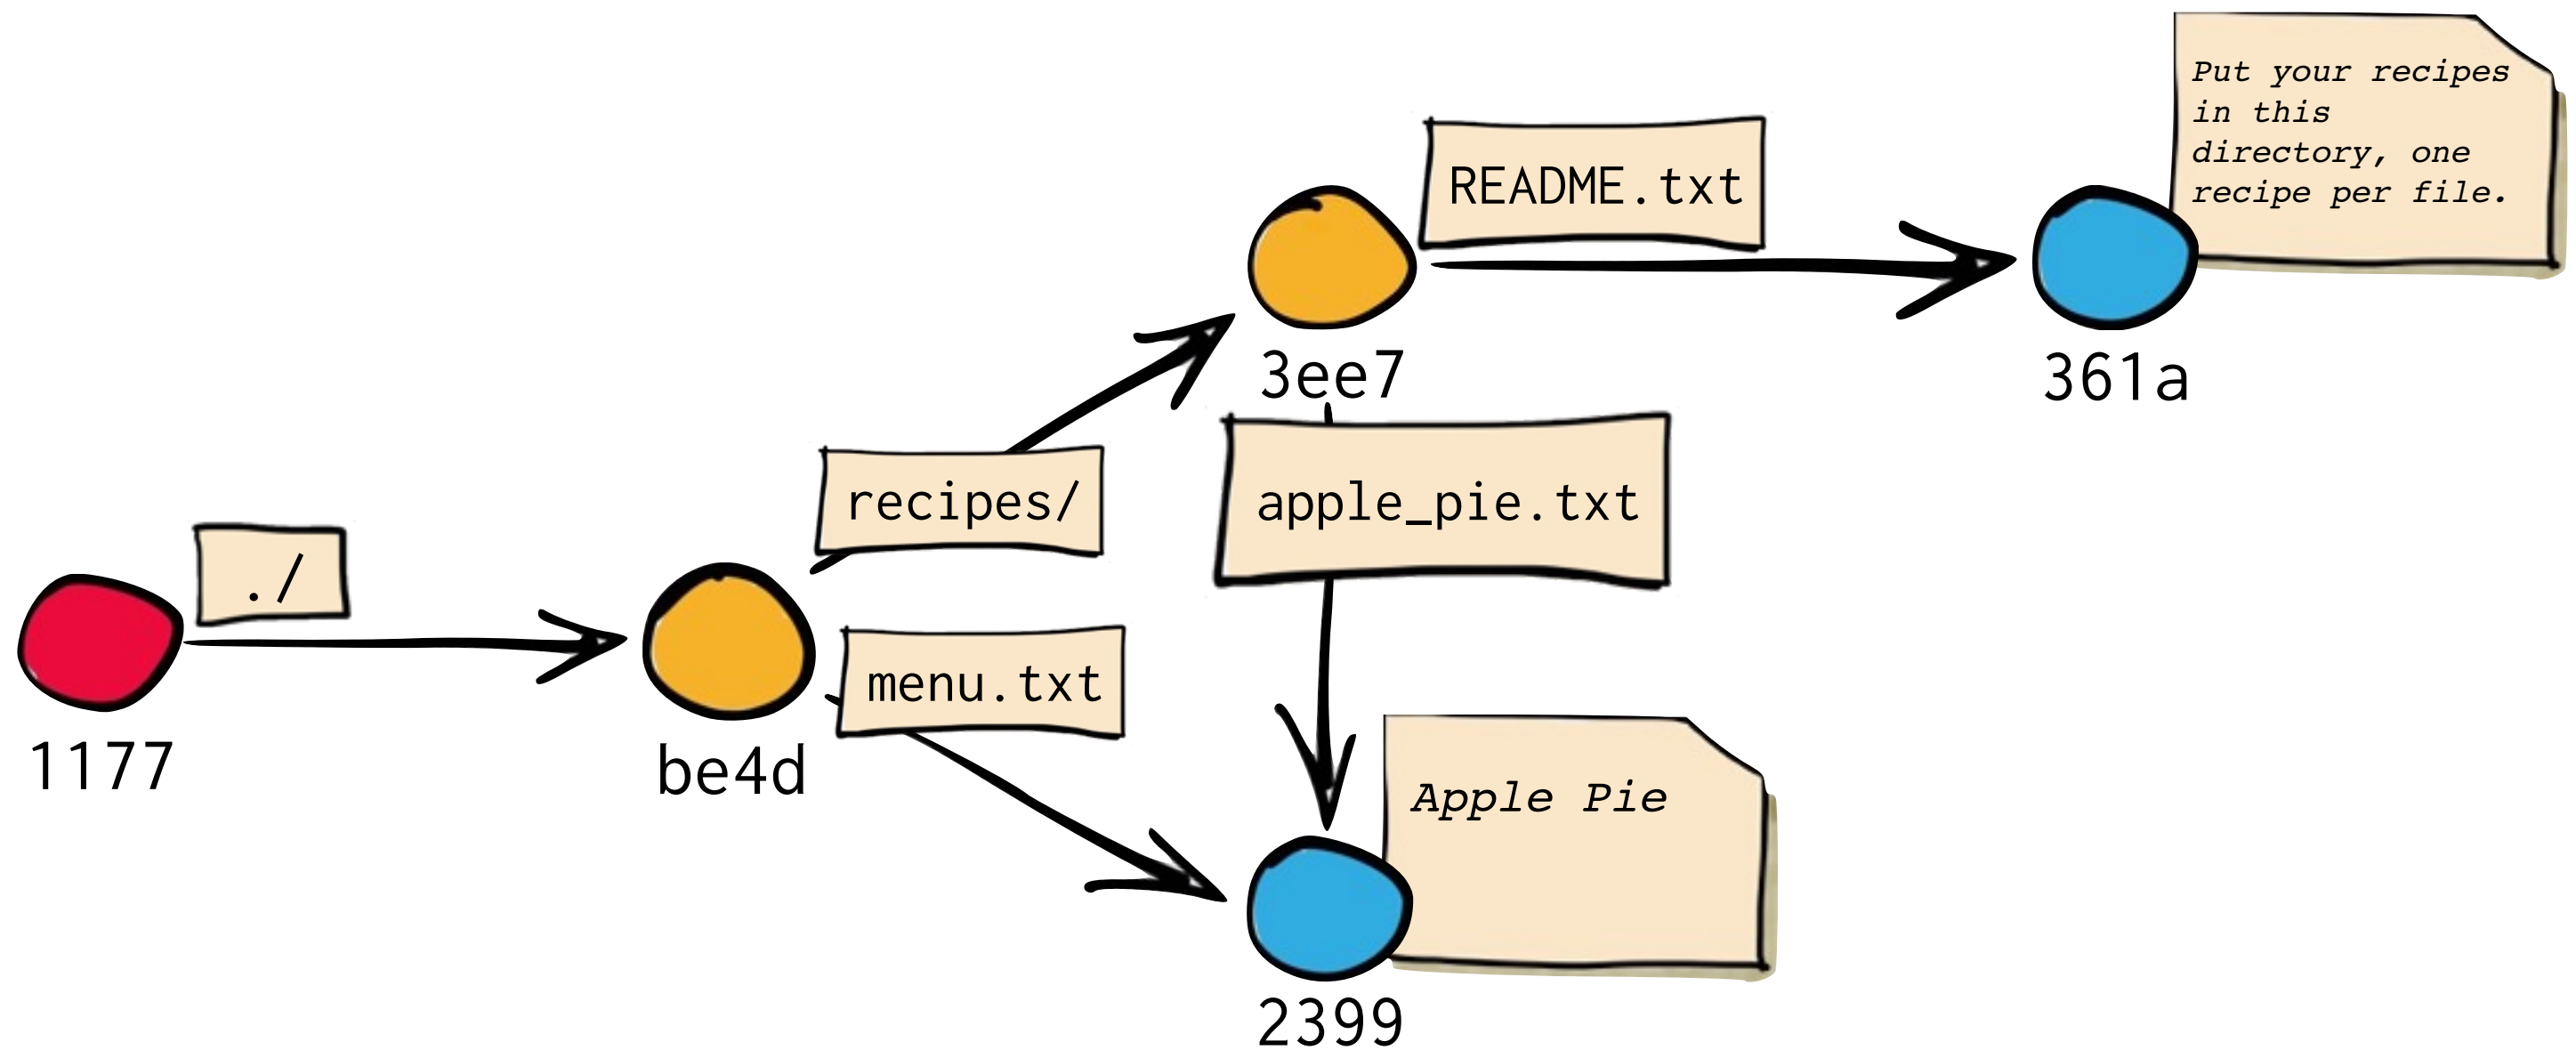 Put your recipes
in this
directory, one
recipe per file.
README.txt
3ee7
361a
recipes/
apple_pie.txt
./
menu.txt
1177
be4d
Apple Pie
2399